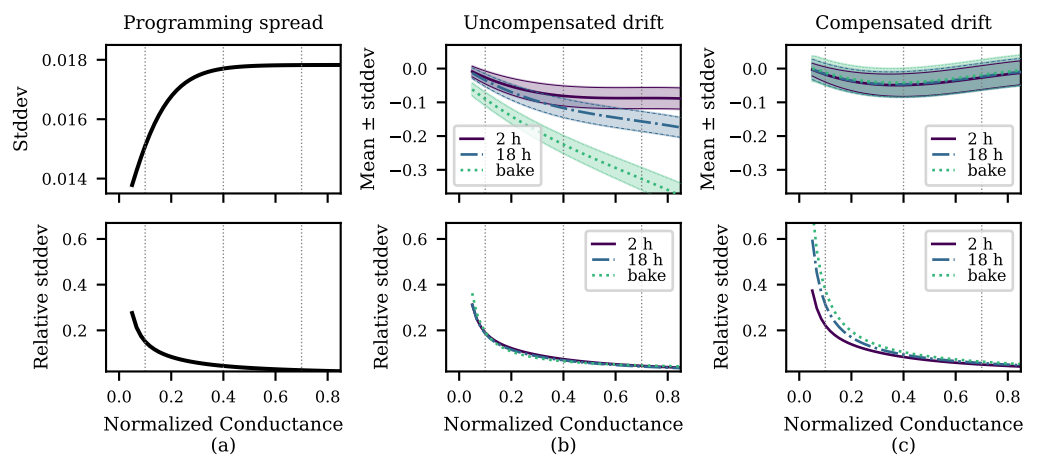 Programming spread
Uncompensated drift
Compensated drift
Stddev
0.018
0.016
0.014
Mean ± stddev
0.0
−0.1
−0.2
−0.3
2 h
18 h
bake
Mean ± stddev
0.0
−0.1
−0.2
−0.3
2 h
18 h
bake
Relative stddev
0.6
0.4
0.2
0.0 0.2 0.4 0.6 0.8
Normalized Conductance
(a)
Relative stddev
0.6
0.4
0.2
2 h
18 h
bake
0.0 0.2 0.4 0.6 0.8
Normalized Conductance
(b)
Relative stddev
0.6
0.4
0.2
2 h
18 h
bake
0.0 0.2 0.4 0.6 0.8
Normalized Conductance
(c)